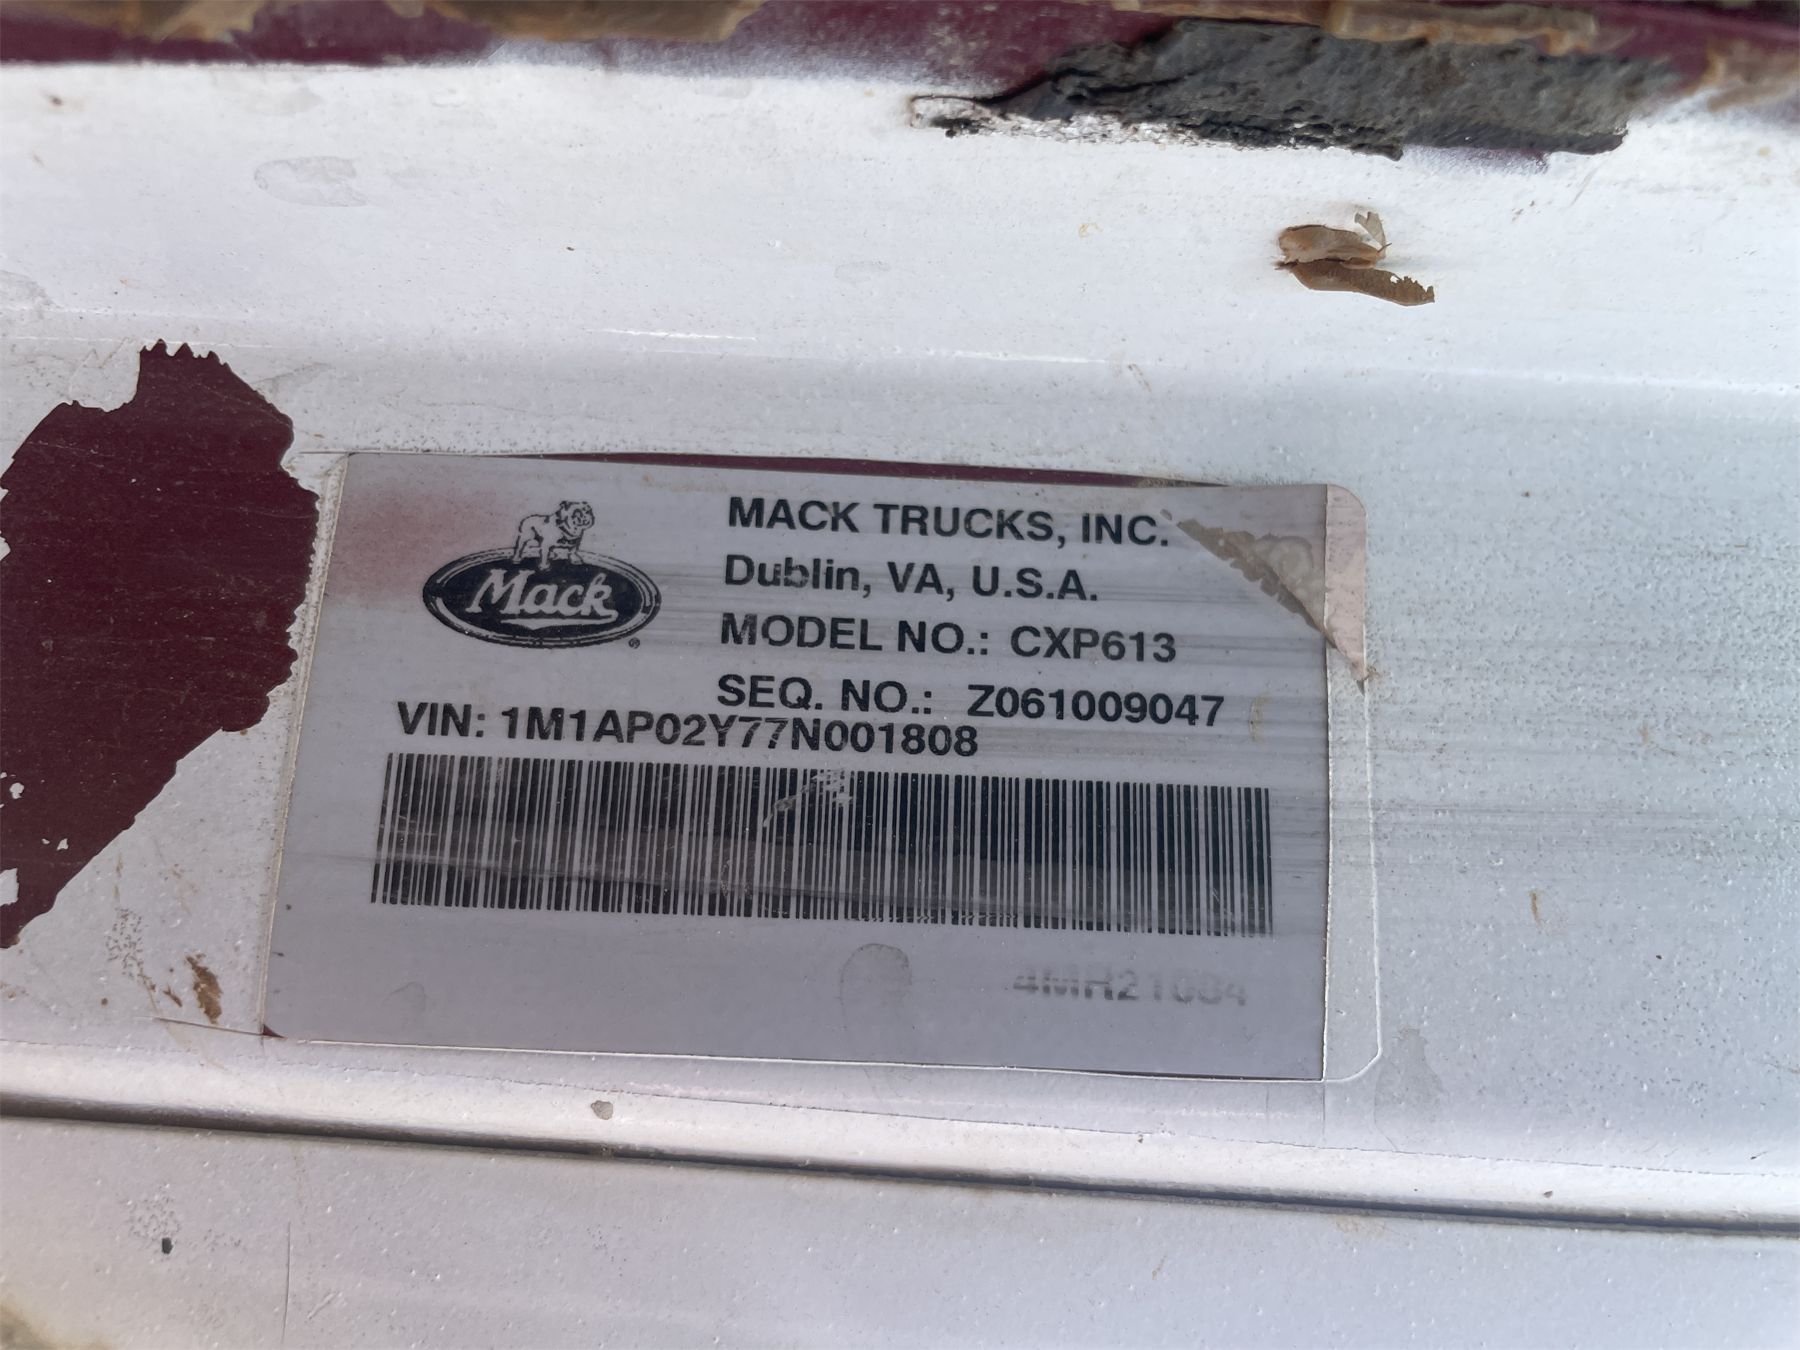 Mack
MACK TRUCKS, INC.
Dublin, VA, U.S.A.
MODEL NO.: CXP613
SEQ. NO.: Z061009047
VIN: 1M1AP02Y77N001808